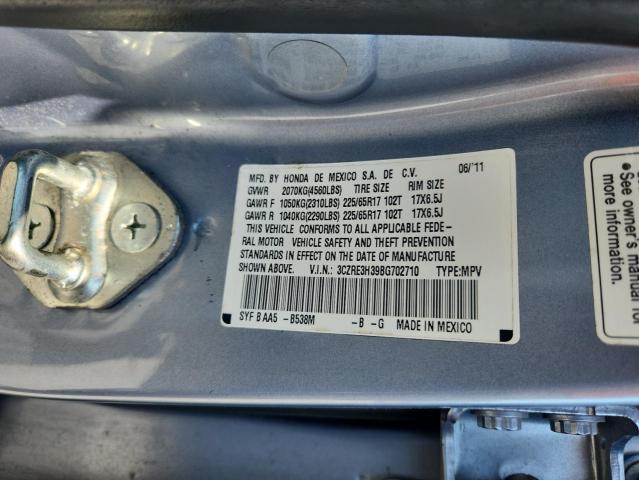 MFD. BY HONDA DE MEXICO S.A. DE C.V. 06/'11
GVWR 2070KG(4560LBS) TIRE SIZE RIM SIZE
GAWR F 1050KG(2310LBS) 225/65R17 102T 17X6.5J
GAWR R 1040KG(2290LBS) 225/65R17 102T 17X6.5J
THIS VEHICLE CONFORMS TO ALL APPLICABLE FEDE-
RAL MOTOR VEHICLE SAFETY AND THEFT PREVENTION
STANDARDS IN EFFECT ON THE DATE OF MANUFACTURE
SHOWN ABOVE. V.I.N.: 3CZRE3H39BG702710 TYPE:MPV
SYF B AA5 -B538M -B -G MADE IN MEXICO
●See owner's manual for
more information.